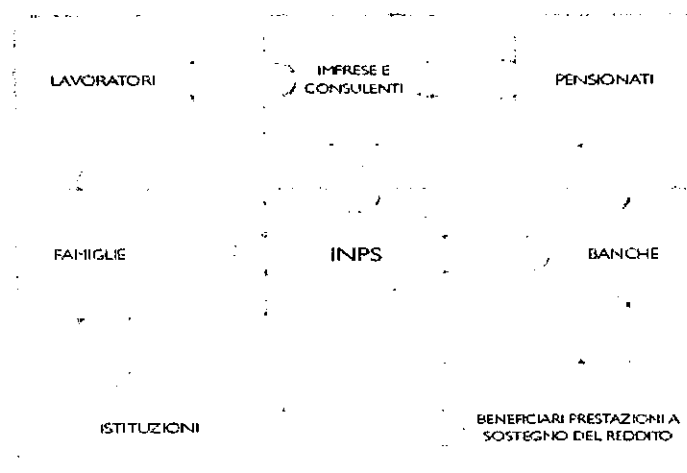 LAVORATORI
IMPRESE E
CONSULENTI
PENSIONATI
FAMIGLIE
INPS
BANCHE
ISTITUZIONI
BENEFICIARI PRESTAZIONI A
SOSTEGNO DEL REDDITO